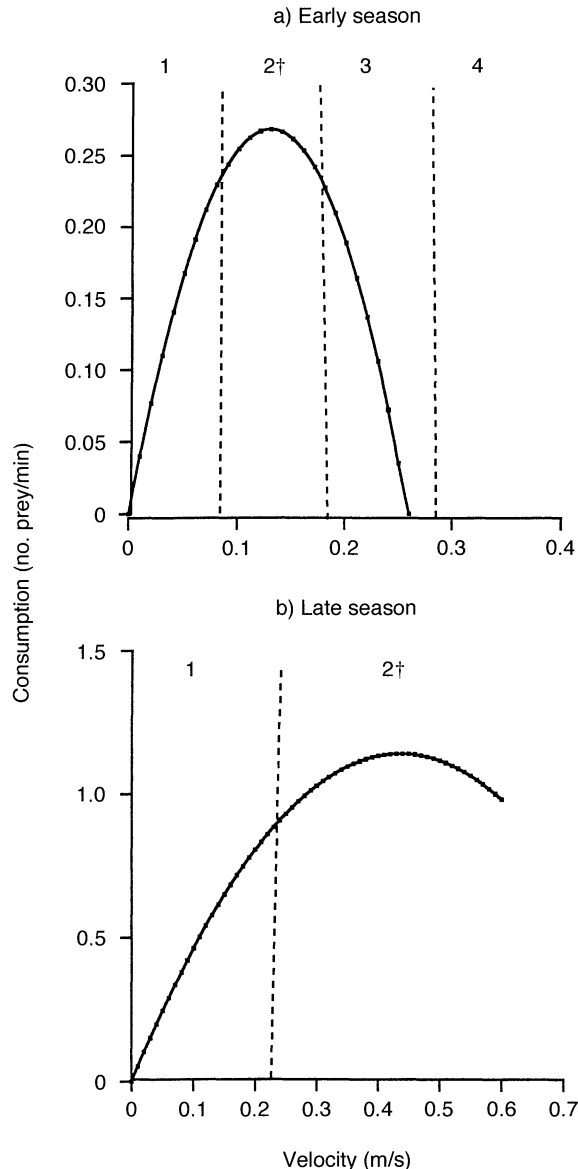 a) Early season
1 2† 3 4
0.30
0.25
0.20
0.15
0.10
0.05
0
0 0.1 0.2 0.3 0.4
Consumption (no. prey/min)
b) Late season
1 2†
1.5
1.0
0.5
0
0 0.1 0.2 0.3 0.4 0.5 0.6 0.7
Velocity (m/s)